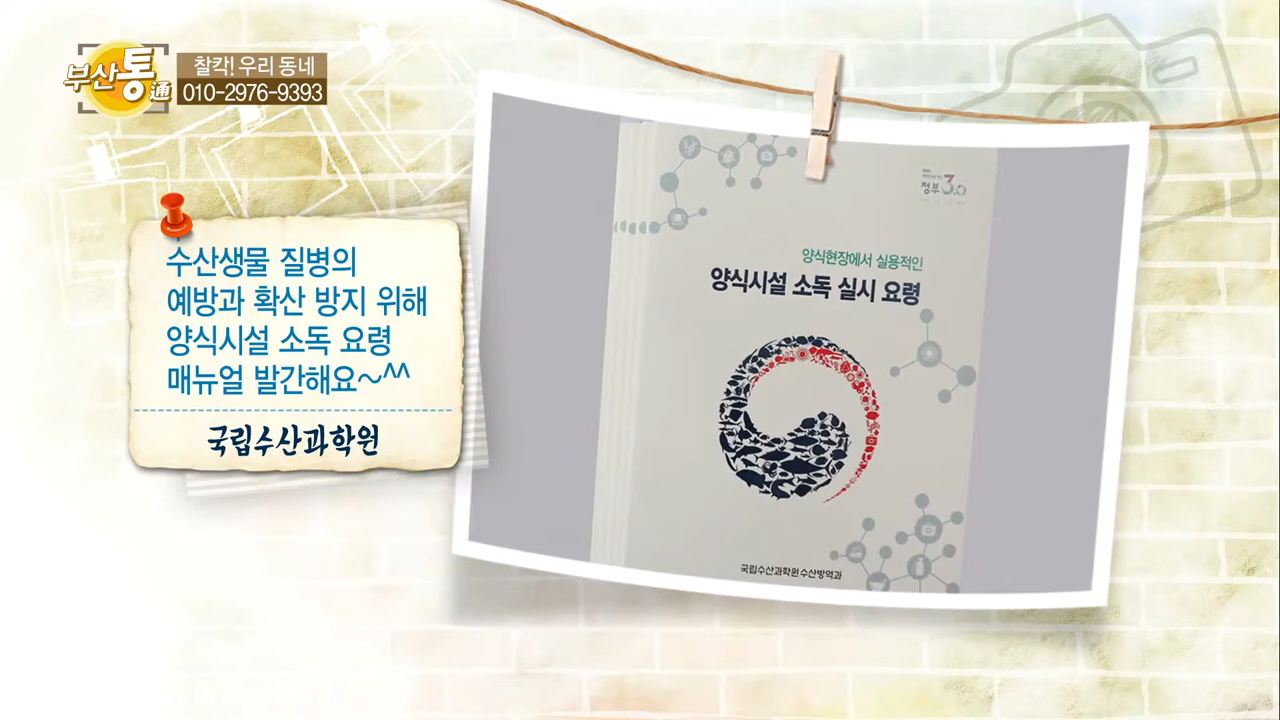 부산통通
찰칵! 우리 동네
010-2976-9393
수산생물 질병의
예방과 확산 방지 위해
양식시설 소독 요령
매뉴얼 발간해요~^^
국립수산과학원
정부3.0
양식현장에서 실용적인
양식시설 소독 실시 요령
국립수산과학원 수산방역과